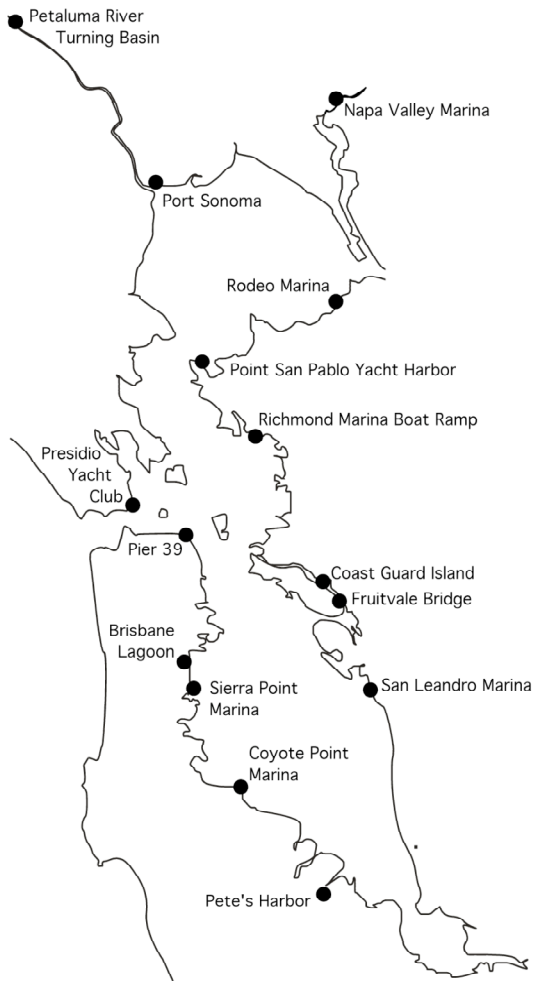 Petaluma River
Turning Basin
Napa Valley Marina
Port Sonoma
Rodeo Marina
Point San Pablo Yacht Harbor
Richmond Marina Boat Ramp
Presidio
Yacht
Club
Pier 39
Coast Guard Island
Fruitvale Bridge
Brisbane
Lagoon
Sierra Point
Marina
San Leandro Marina
Coyote Point
Marina
Pete's Harbor